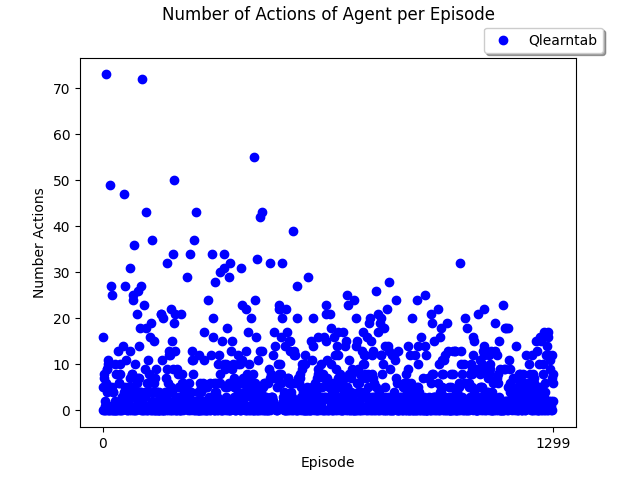 Number of Actions of Agent per Episode
Qlearntab
70
60
50
40
30
20
10
0
Number Actions
0 1299
Episode